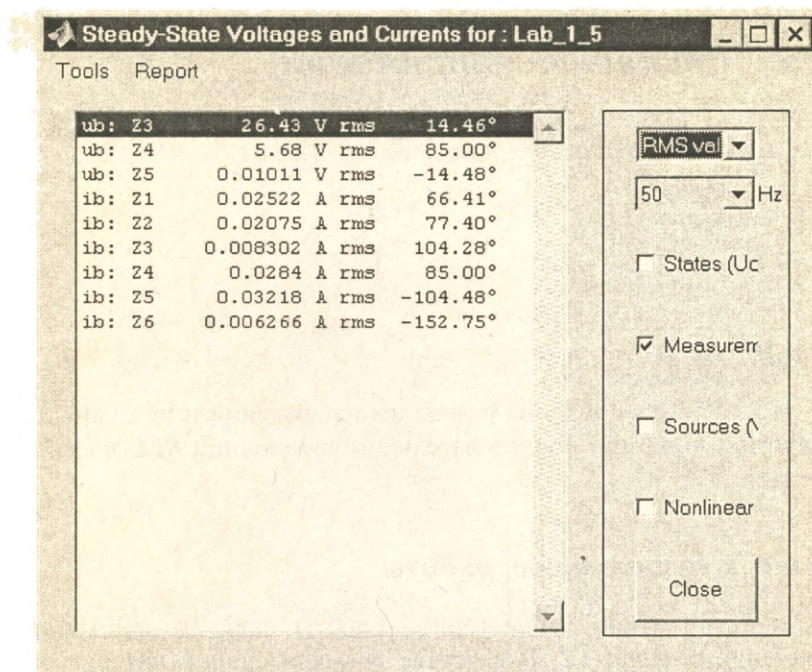 Steady-State Voltages and Currents for : Lab_1_5
Tools Report
ub: Z3 26.43 V rms 14.46°
ub: Z4 5.68 V rms 85.00°
ub: Z5 0.01011 V rms -14.48°
ib: Z1 0.02522 A rms 66.41°
ib: Z2 0.02075 A rms 77.40°
ib: Z3 0.008302 A rms 104.28°
ib: Z4 0.0284 A rms 85.00°
ib: Z5 0.03218 A rms -104.48°
ib: Z6 0.006266 A rms -152.75°
RMS val
50 Hz
States (Uc
Measurem
Sources (V
Nonlinear
Close